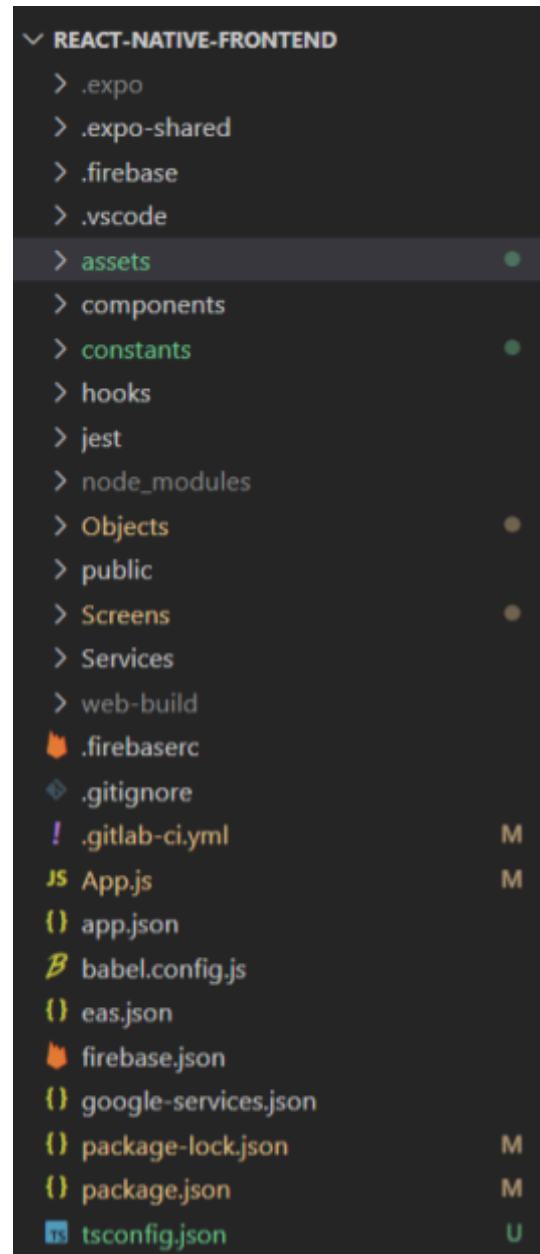 REACT-NATIVE-FRONTEND
.expo
.expo-shared
.firebase
.vscode
assets
components
constants
hooks
jest
node_modules
Objects
public
Screens
Services
web-build
.firebaserc
.gitignore
! .gitlab-ci.yml M
JS App.js M
{} app.json
B babel.config.js
{} eas.json
firebase.json
{} google-services.json
{} package-lock.json M
{} package.json M
TS tsconfig.json U